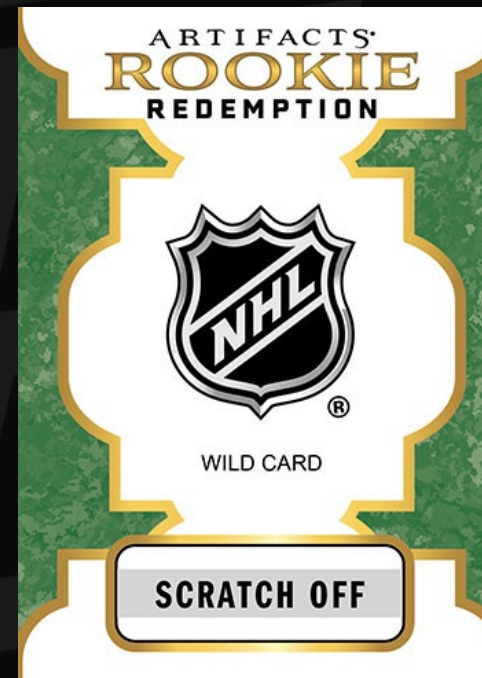 ARTIFACTS
ROOKIE
REDEMPTION
NHL
®
WILD CARD
SCRATCH OFF